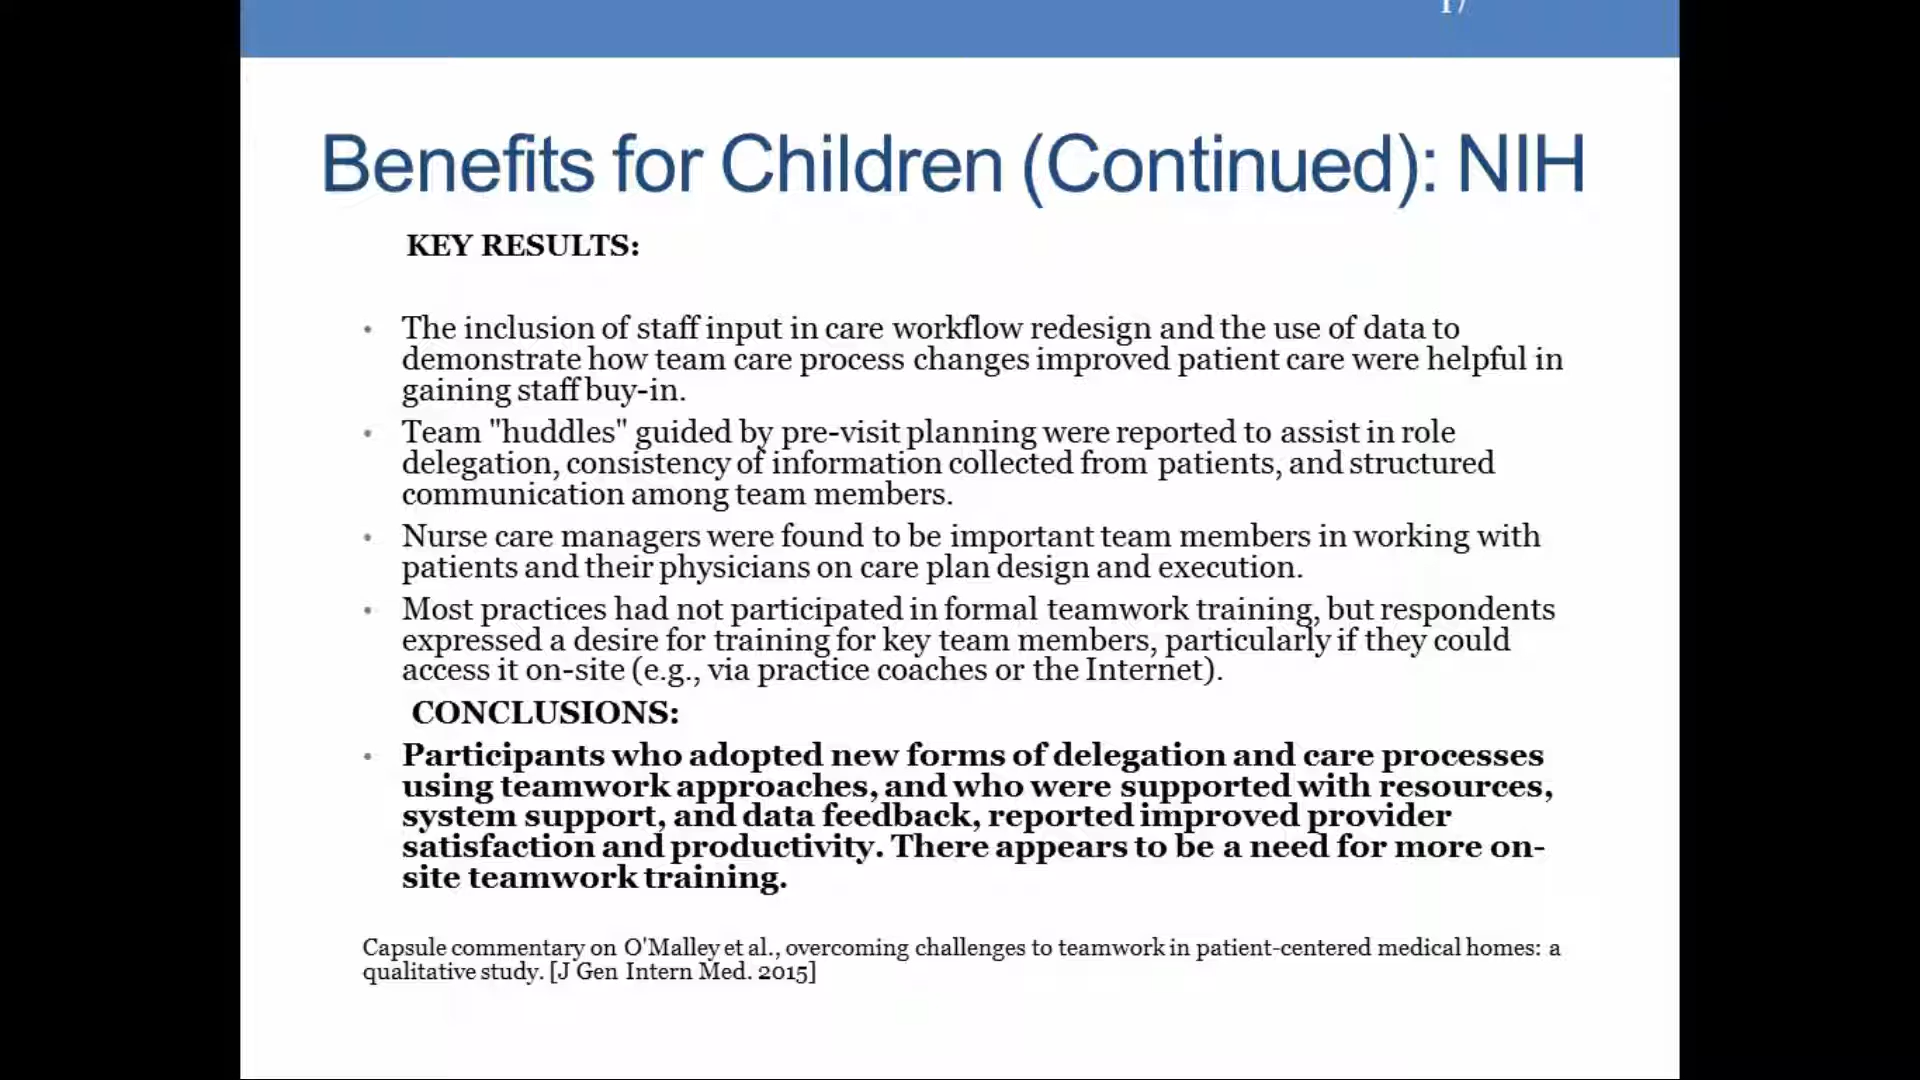 17
Benefits for Children (Continued): NIH
KEY RESULTS:
• The inclusion of staff input in care workflow redesign and the use of data to
demonstrate how team care process changes improved patient care were helpful in
gaining staff buy-in.
• Team "huddles" guided by pre-visit planning were reported to assist in role
delegation, consistency of information collected from patients, and structured
communication among team members.
• Nurse care managers were found to be important team members in working with
patients and their physicians on care plan design and execution.
• Most practices had not participated in formal teamwork training, but respondents
expressed a desire for training for key team members, particularly if they could
access it on-site (e.g., via practice coaches or the Internet).
CONCLUSIONS:
• Participants who adopted new forms of delegation and care processes
using teamwork approaches, and who were supported with resources,
system support, and data feedback, reported improved provider
satisfaction and productivity. There appears to be a need for more on-
site teamwork training.
Capsule commentary on O'Malley et al., overcoming challenges to teamwork in patient-centered medical homes: a
qualitative study. [J Gen Intern Med. 2015]